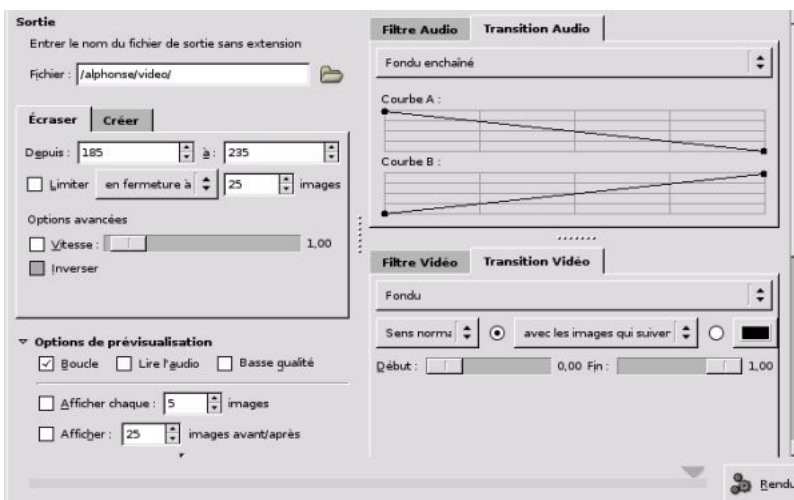 Sortie
Entrer le nom du fichier de sortie sans extension
Fichier : /alphonse/video/
Écraser Créer
Depuis : 185 à : 235
Limiter en fermeture à 25 images
Options avancées
Vitesse : 1,00
Inverser
Options de prévisualisation
Boucle Lire l'audio Basse qualité
Afficher chaque : 5 images
Afficher : 25 images avant/après
Filtre Audio Transition Audio
Fondu enchaîné
Courbe A :
Courbe B :
Filtre Vidéo Transition Vidéo
Fondu
Sens norma avec les images qui suiver
Début : 0,00 Fin : 1,00
Rendu